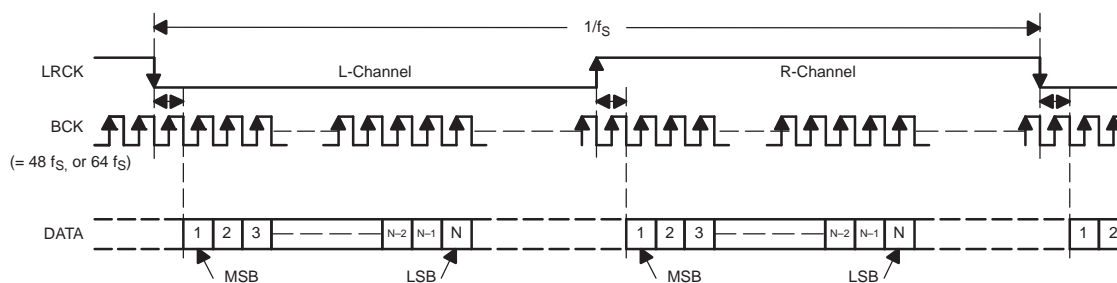 1/fS
LRCK
L-Channel
R-Channel
BCK
(= 48 fS, or 64 fS)
DATA
1 2 3 N–2 N–1 N 1 2 3 N–2 N–1 N 1 2
MSB LSB MSB LSB